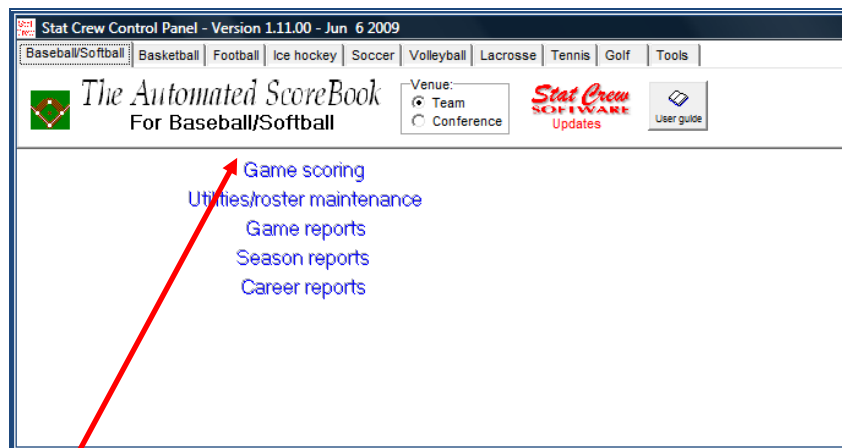 Stat Crew Control Panel - Version 1.11.00 - Jun 6 2009
Baseball/Softball Basketball Football Ice hockey Soccer Volleyball Lacrosse Tennis Golf Tools
The Automated ScoreBook
For Baseball/Softball
Venue:
Team
Conference
Stat Crew
SOFTWARE
Updates
User guide
Game scoring
Utilities/roster maintenance
Game reports
Season reports
Career reports